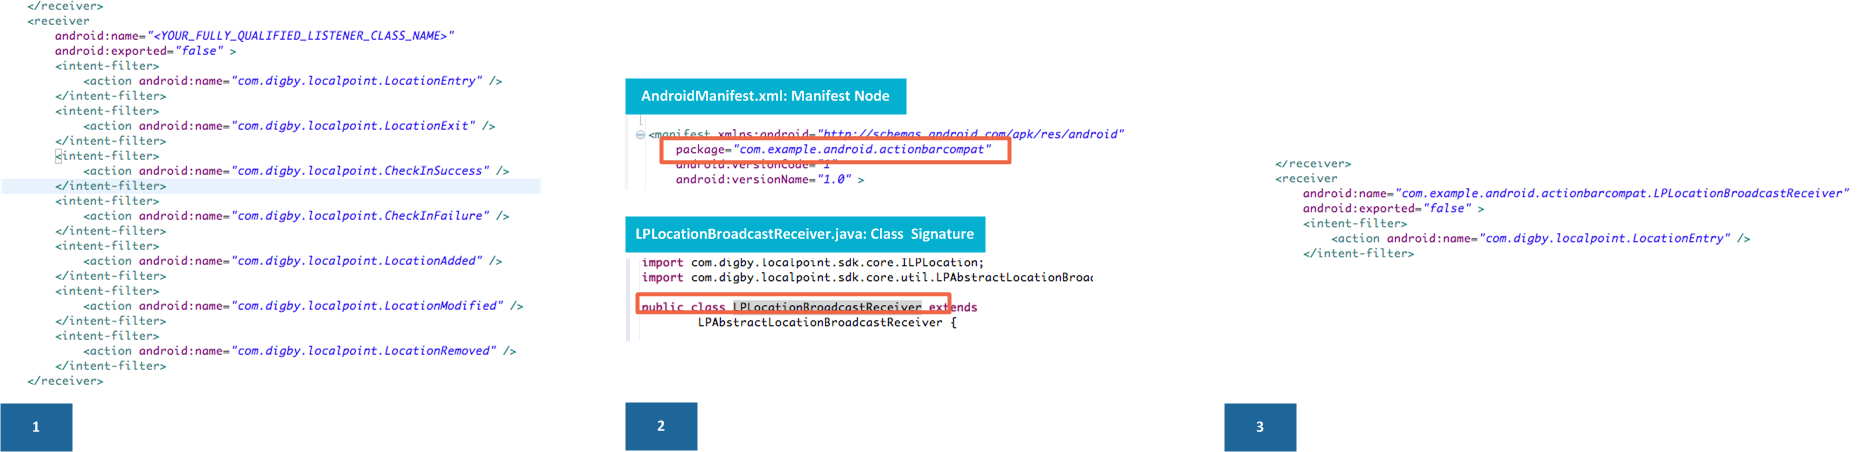 </receiver>
<receiver
android:name="<YOUR_FULLY_QUALIFIED_LISTENER_CLASS_NAME>"
android:exported="false" >
<intent-filter>
<action android:name="com.digby.localpoint.LocationEntry" />
</intent-filter>
<intent-filter>
<action android:name="com.digby.localpoint.LocationExit" />
</intent-filter>
<intent-filter>
<action android:name="com.digby.localpoint.CheckInSuccess" />
</intent-filter>
<intent-filter>
<action android:name="com.digby.localpoint.CheckInFailure" />
</intent-filter>
<intent-filter>
<action android:name="com.digby.localpoint.LocationAdded" />
</intent-filter>
<intent-filter>
<action android:name="com.digby.localpoint.LocationModified" />
</intent-filter>
<intent-filter>
<action android:name="com.digby.localpoint.LocationRemoved" />
</intent-filter>
</receiver>
1
AndroidManifest.xml: Manifest Node
<manifest xmlns:android="http://schemas.android.com/apk/res/android"
package="com.example.android.actionbarcompat"
android:versionCode="1"
android:versionName="1.0" >
LPLocationBroadcastReceiver.java: Class Signature
import com.digby.localpoint.sdk.core.ILPLocation;
import com.digby.localpoint.sdk.core.util.LPAbstractLocationBroad
public class LPLocationBroadcastReceiver extends
LPAbstractLocationBroadcastReceiver {
2
</receiver>
<receiver
android:name="com.example.android.actionbarcompat.LPLocationBroadcastReceiver"
android:exported="false" >
<intent-filter>
<action android:name="com.digby.localpoint.LocationEntry" />
</intent-filter>
3